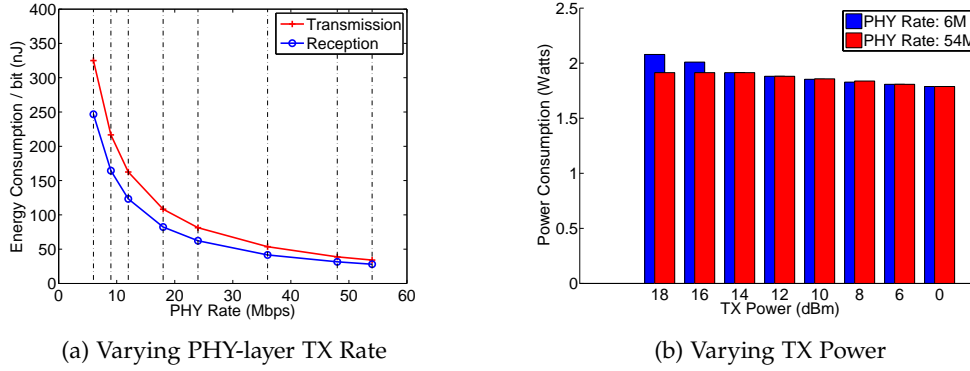 400
350
300
250
200
150
100
50
0
Energy Consumption / bit (nJ)
Transmission
Reception
0 10 20 30 40 50 60
PHY Rate (Mbps)
(a) Varying PHY-layer TX Rate
2.5
2
1.5
1
0.5
0
Power Consumption (Watts)
PHY Rate: 6M
PHY Rate: 54M
18 16 14 12 10 8 6 0
TX Power (dBm)
(b) Varying TX Power